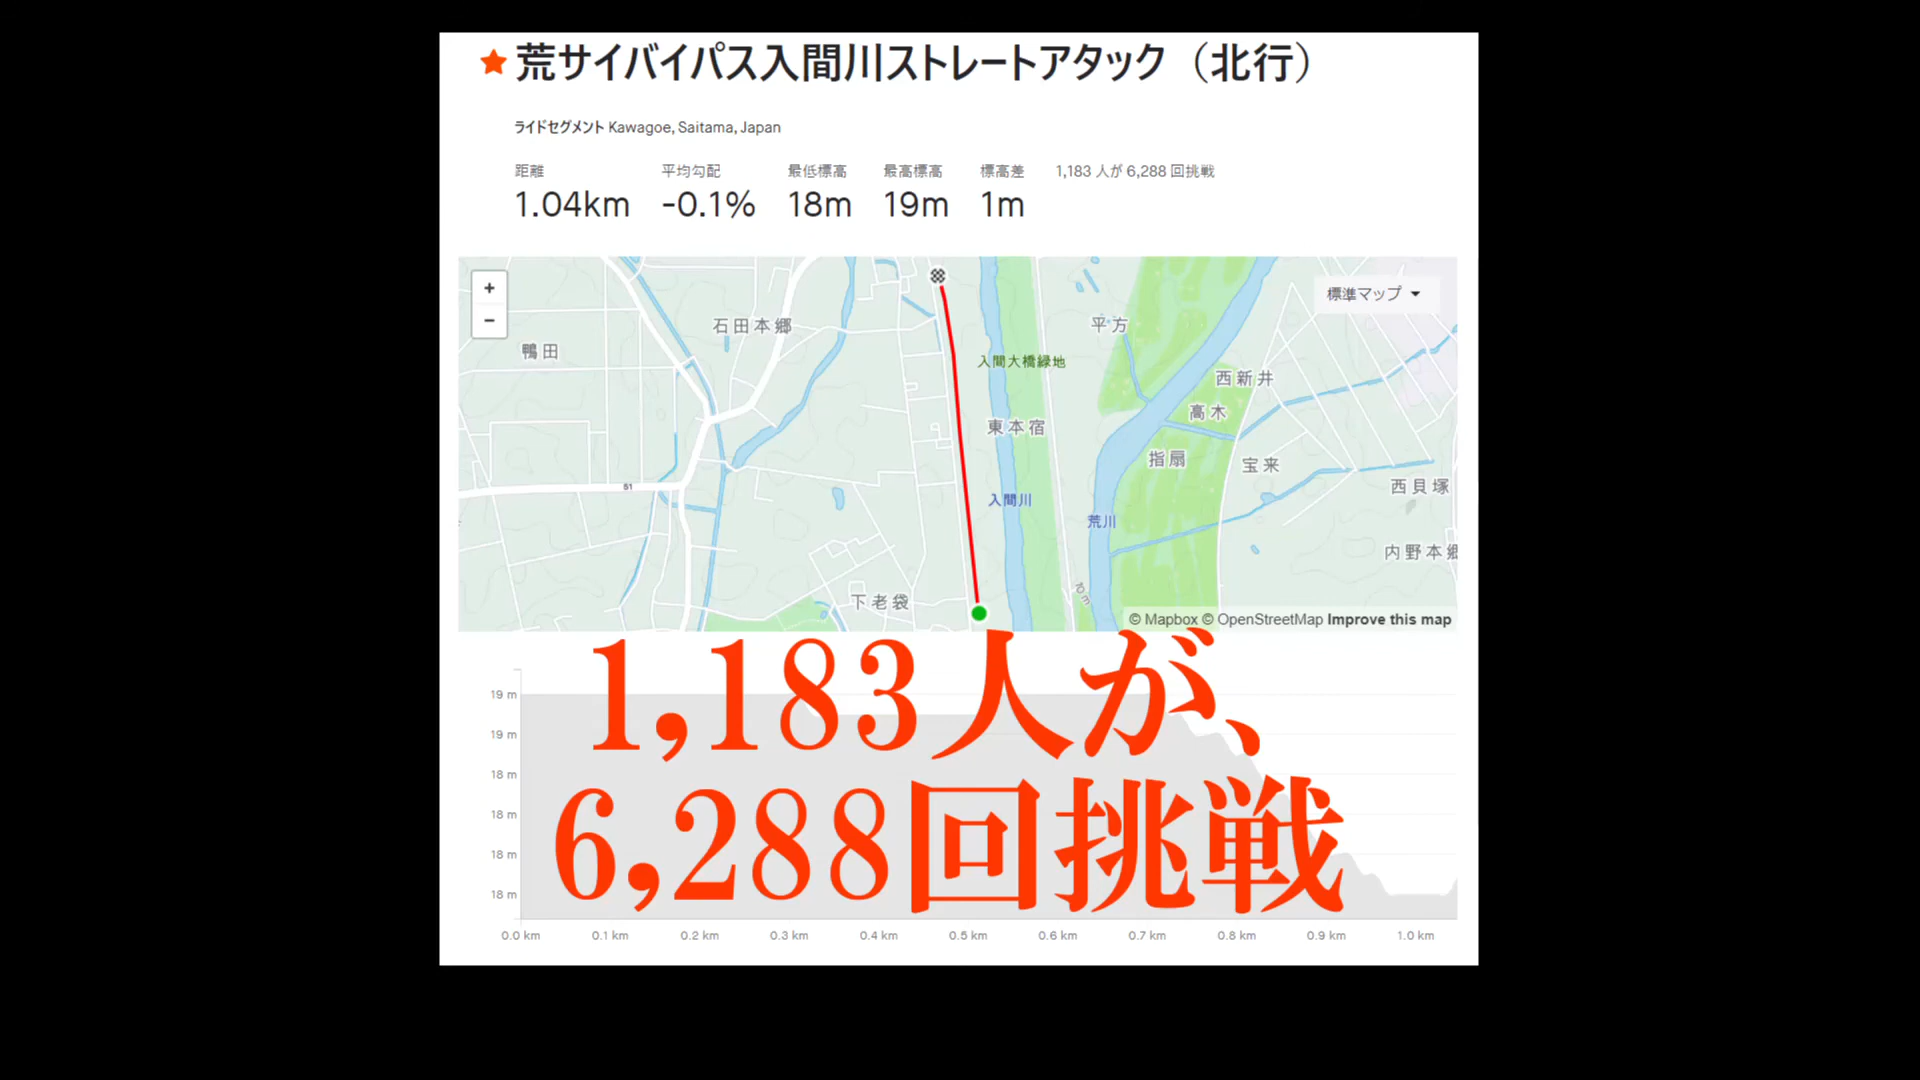 荒サイバイパス入間川ストレートアタック（北行）
ライドセグメント Kawagoe, Saitama, Japan
距離 平均勾配 最低標高 最高標高 標高差 1,183 人が 6,288 回挑戦
1.04km -0.1% 18m 19m 1m
+
−
標準マップ
石田本郷
平方
鴨田
入間大橋緑地
西新井
高木
東本宿
指扇
宝来
51
西貝塚
入間川
荒川
内野本郷
70 m
下老袋
© Mapbox © OpenStreetMap Improve this map
1,183人が、
6,288回挑戦
19 m
19 m
18 m
18 m
18 m
18 m
0.0 km 0.1 km 0.2 km 0.3 km 0.4 km 0.5 km 0.6 km 0.7 km 0.8 km 0.9 km 1.0 km